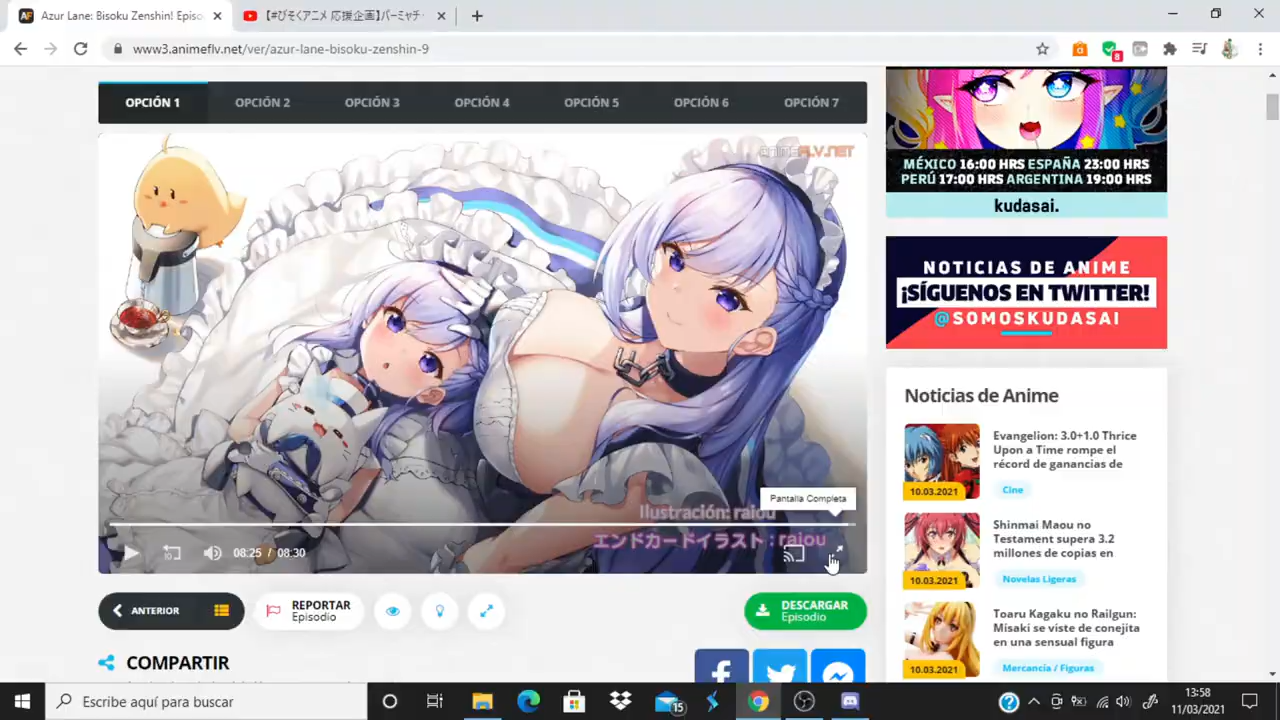 Azur Lane: Bisoku Zenshin! Episo
【#びそくアニメ 応援企画】バーミヤチ
www3.animeflv.net/ver/azur-lane-bisoku-zenshin-9
8
OPCIÓN 1
OPCIÓN 2
OPCIÓN 3
OPCIÓN 4
OPCIÓN 5
OPCIÓN 6
OPCIÓN 7
animeFLV.NET
Ilustración: raiou
エンドカードイラスト : raiou
Pantalla Completa
10
08:25 / 08:30
ANTERIOR
REPORTAR
Episodio
DESCARGAR
Episodio
COMPARTIR
MÉXICO 16:00 HRS ESPAÑA 23:00 HRS
PERÚ 17:00 HRS ARGENTINA 19:00 HRS
kudasai.
NOTICIAS DE ANIME
¡SÍGUENOS EN TWITTER!
@SOMOSKUDASAI
Noticias de Anime
Evangelion: 3.0+1.0 Thrice
Upon a Time rompe el
récord de ganancias de
Cine
10.03.2021
Shinmai Maou no
Testament supera 3.2
millones de copias en
Novelas Ligeras
10.03.2021
Toaru Kagaku no Railgun:
Misaki se viste de conejita
en una sensual figura
Mercancía / Figuras
10.03.2021
Escribe aquí para buscar
15
13:58
11/03/2021